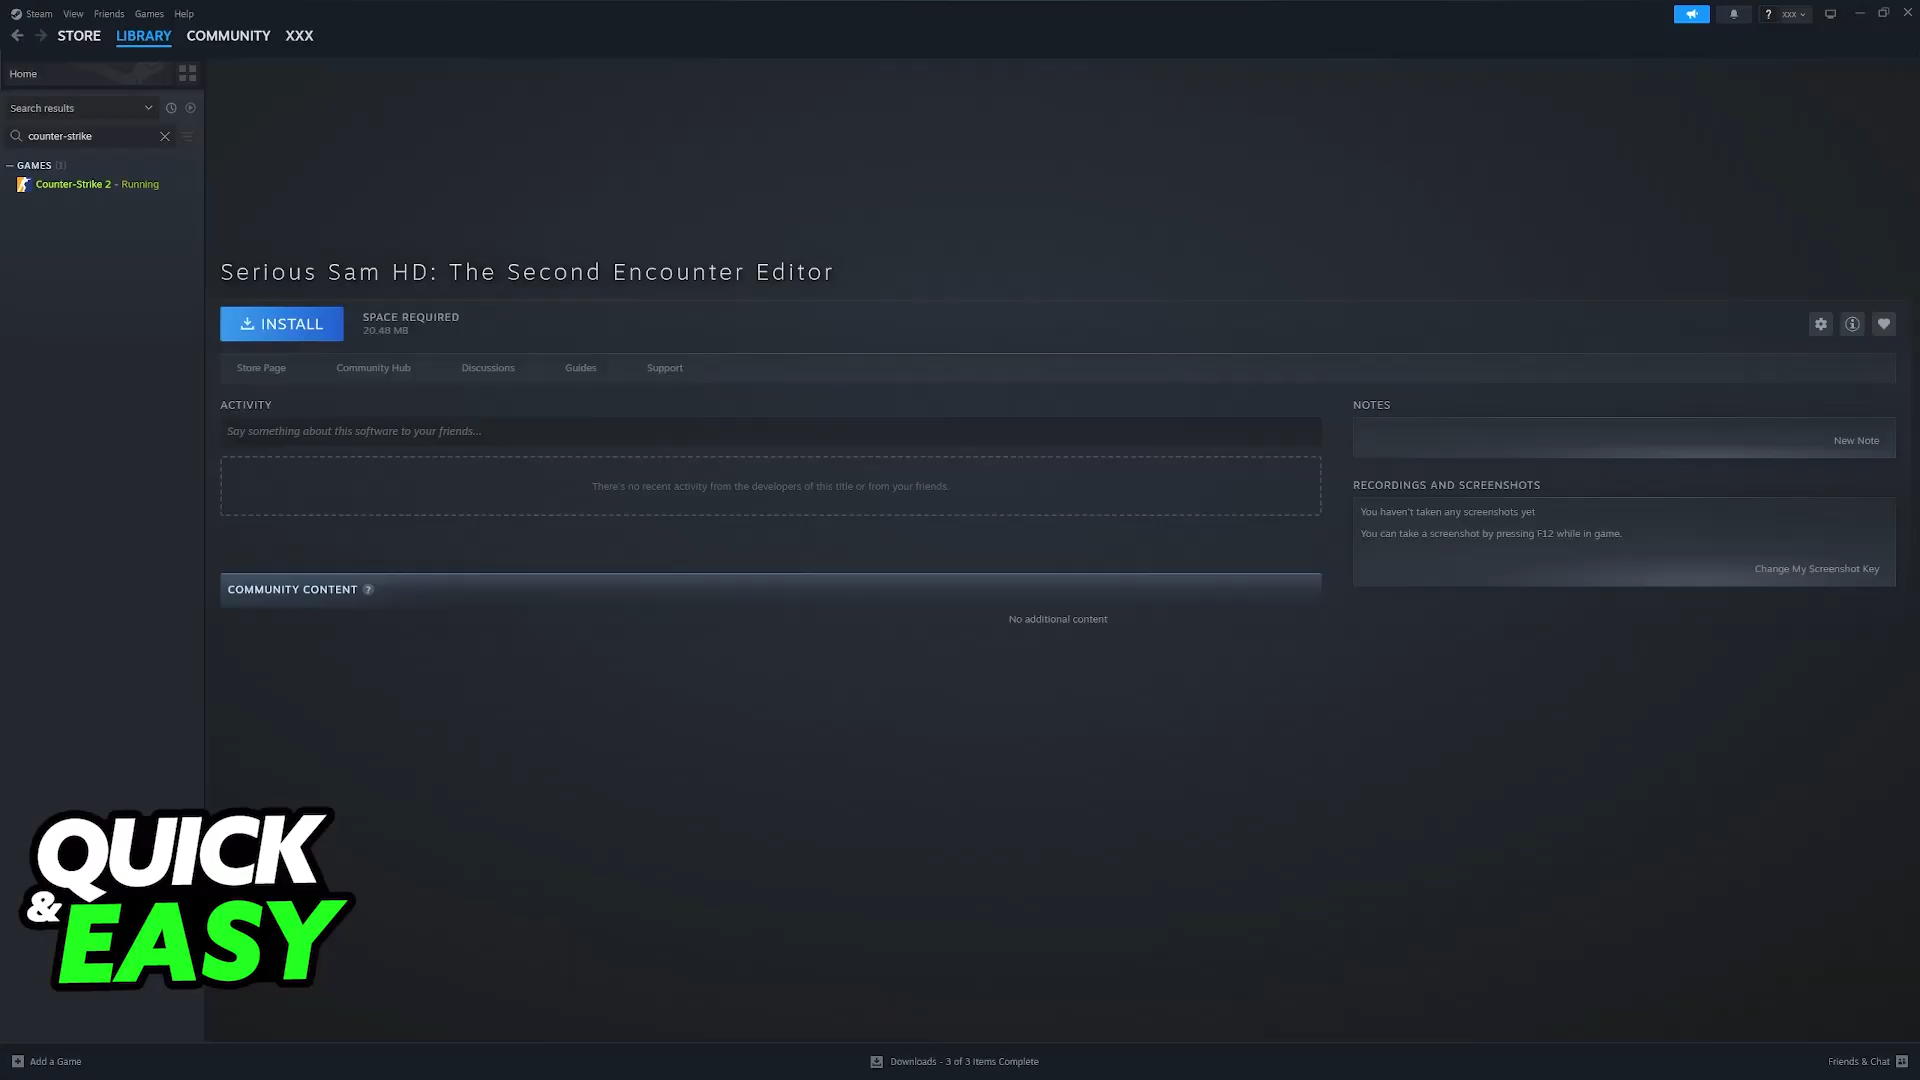 Steam View Friends Games Help
? xxx
STORE LIBRARY COMMUNITY XXX
Home
Search results
counter-strike
GAMES (1)
Counter-Strike 2 - Running
Serious Sam HD: The Second Encounter Editor
INSTALL
SPACE REQUIRED
20.48 MB
Store Page Community Hub Discussions Guides Support
ACTIVITY
Say something about this software to your friends...
There's no recent activity from the developers of this title or from your friends.
NOTES
New Note
RECORDINGS AND SCREENSHOTS
You haven't taken any screenshots yet
You can take a screenshot by pressing F12 while in game.
Change My Screenshot Key
COMMUNITY CONTENT ?
No additional content
QUICK
&EASY
Add a Game
Downloads - 3 of 3 Items Complete
Friends & Chat